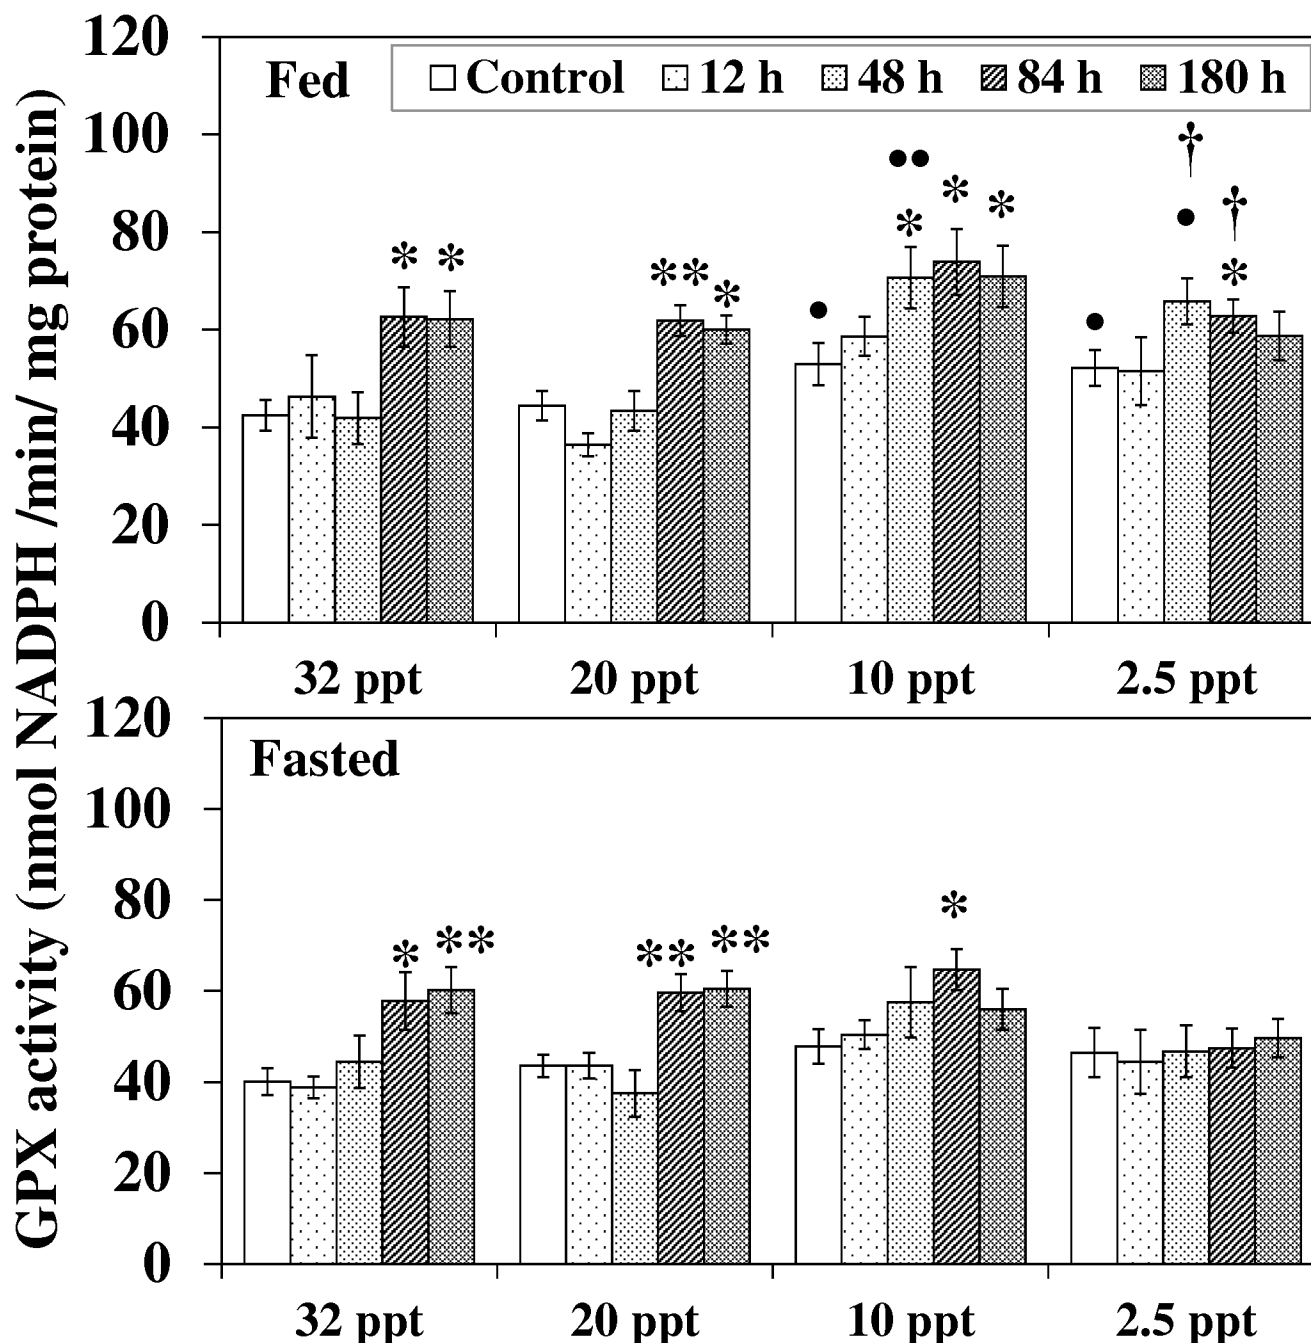 GPX activity (nmol NADPH /min/ mg protein)
120
100
80
60
40
20
0
Fed
Control 12 h 48 h 84 h 180 h
* *
** *
• •• * * *
• † • † *
32 ppt 20 ppt 10 ppt 2.5 ppt
120
100
80
60
40
20
0
Fasted
* **
** **
*
32 ppt 20 ppt 10 ppt 2.5 ppt